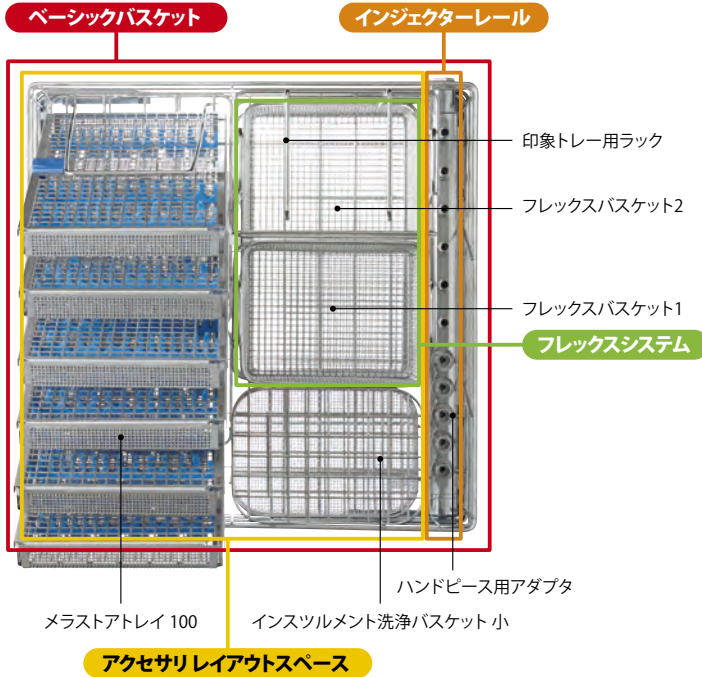 ベーシックバスケット
インジェクターレール
印象トレー用ラック
フレックスバスケット2
フレックスバスケット1
フレックスシステム
ハンドピース用アダプタ
メラストアトレイ 100
インスツルメント洗浄バスケット 小
アクセサリ レイアウトスペース